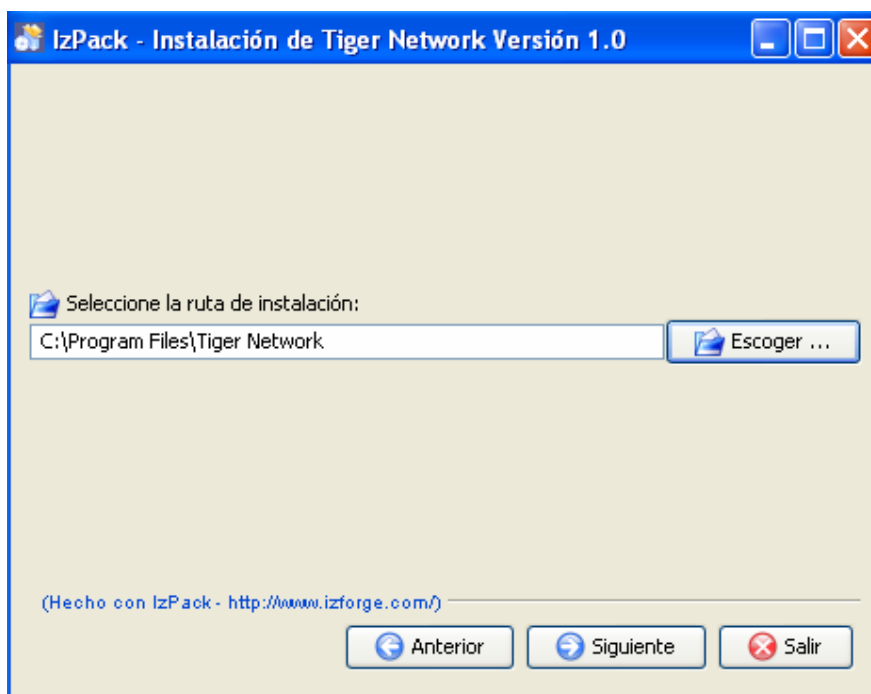 IzPack - Instalación de Tiger Network Versión 1.0
Seleccione la ruta de instalación:
C:\Program Files\Tiger Network
Escoger ...
(Hecho con IzPack - http://www.izforge.com/)
Anterior
Siguiente
Salir